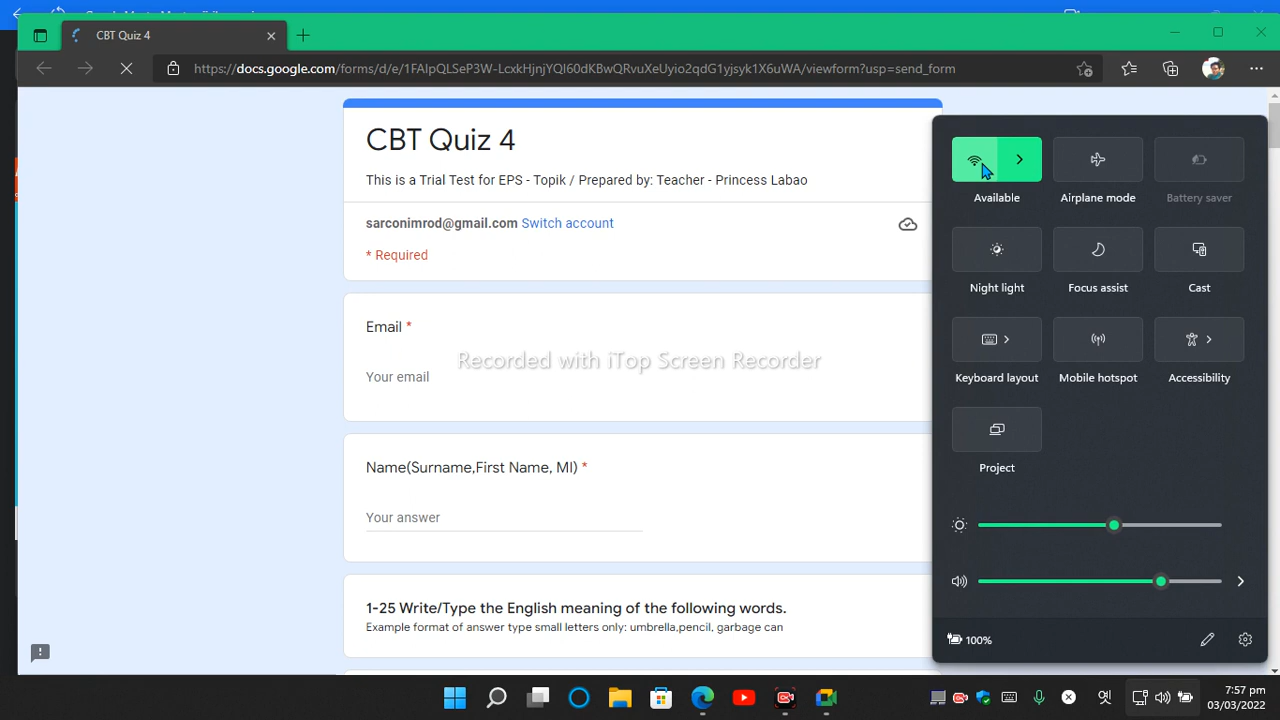 CBT Quiz 4
https://docs.google.com/forms/d/e/1FAIpQLSeP3W-LcxkHjnjYQI60dKBwQRvuXeUyio2qdG1yjsyk1X6uWA/viewform?usp=send_form
CBT Quiz 4
This is a Trial Test for EPS - Topik / Prepared by: Teacher - Princess Labao
sarconimrod@gmail.com Switch account
* Required
Email *
Your email
Recorded with iTop Screen Recorder
Name(Surname,First Name, MI) *
Your answer
1-25 Write/Type the English meaning of the following words.
Example format of answer type small letters only: umbrella,pencil, garbage can
Available
Airplane mode
Battery saver
Night light
Focus assist
Cast
Keyboard layout
Mobile hotspot
Accessibility
Project
100%
7:57 pm
03/03/2022